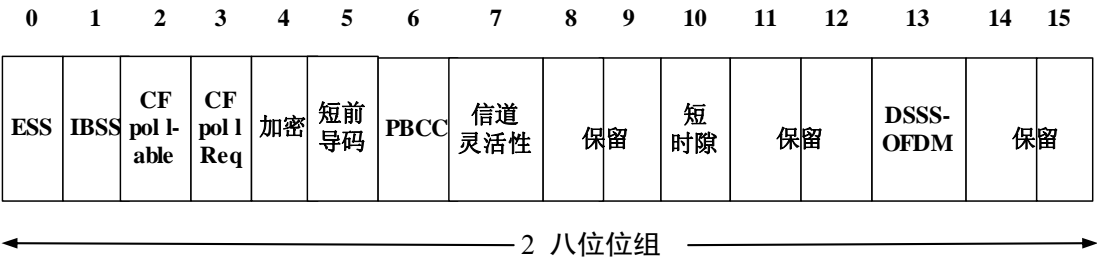 0 1 2 3 4 5 6 7 8 9 10 11 12 13 14 15
ESS
IBSS
CF
pol l-
able
CF
pol l
Req
加密
短前
导码
PBCC
信道
灵活性
保留
短
时隙
保留
DSSS-
OFDM
保留
2 八位位组